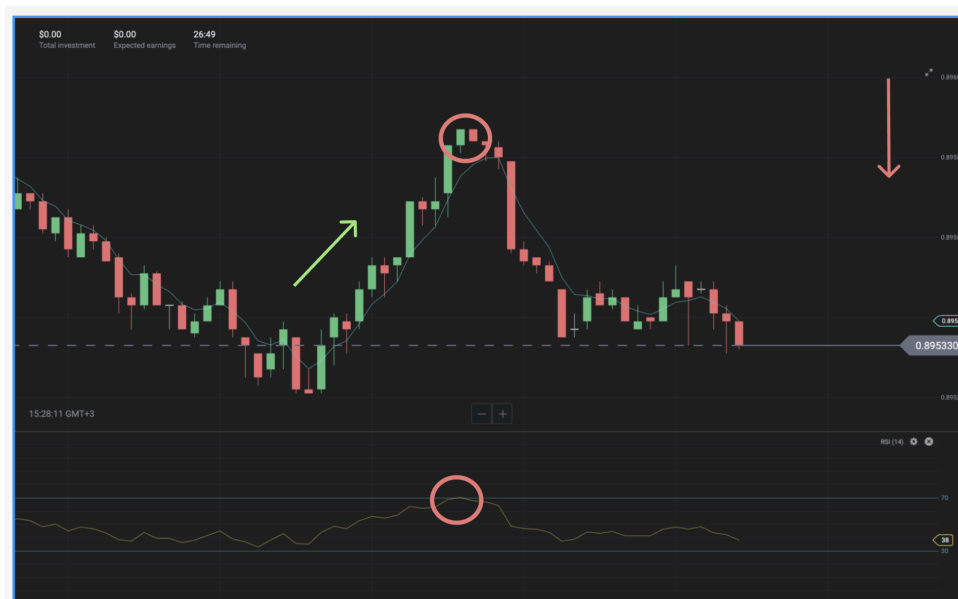 $0.00 $0.00 26:49
Total investment Expected earnings Time remaining
0.895330
15:28:11 GMT+3
− +
RSI (14)
70
38
30